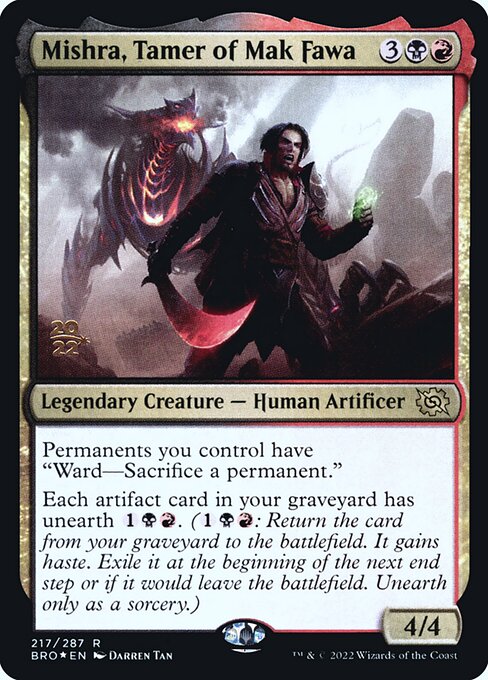 Mishra, Tamer of Mak Fawa 3
20
22
Legendary Creature — Human Artificer
Permanents you control have
“Ward—Sacrifice a permanent.”
Each artifact card in your graveyard has
unearth 1. (1: Return the card
from your graveyard to the battlefield. It gains
haste. Exile it at the beginning of the next end
step or if it would leave the battlefield. Unearth
only as a sorcery.)
4/4
217/287 R
BRO★EN Darren Tan
™ & © 2022 Wizards of the Coast